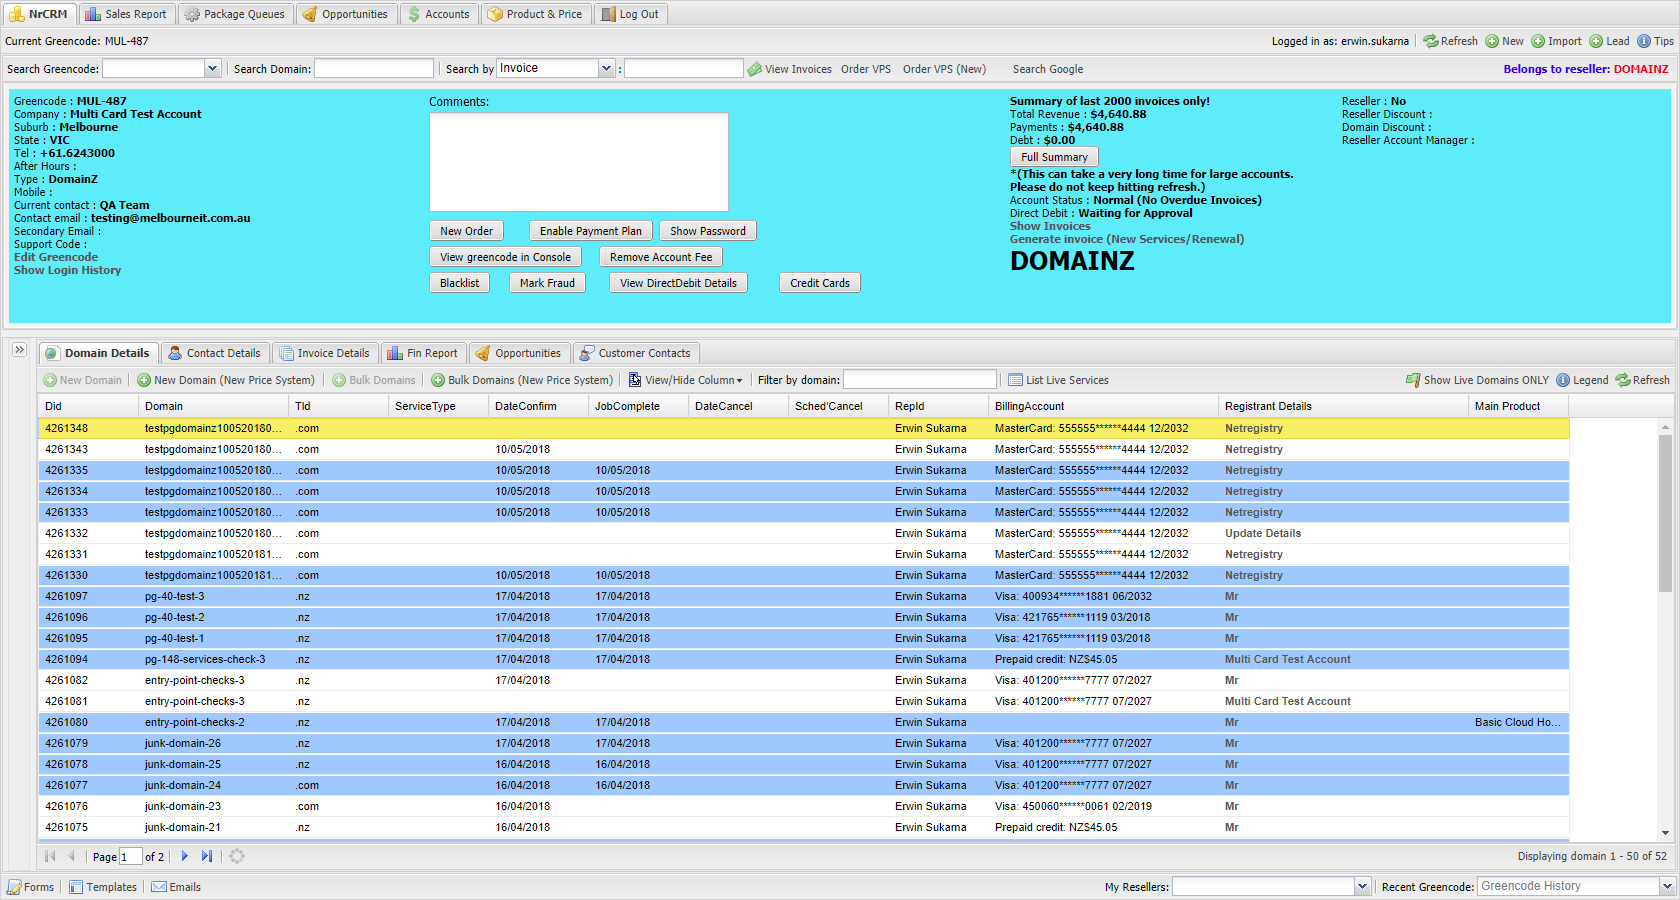 NrCRM Sales Report Package Queues Opportunities Accounts Product & Price Log Out
Current Greencode: MUL-487 Logged in as: erwin.sukarna Refresh New Import Lead Tips
Search Greencode: Search Domain: Search by Invoice : View Invoices Order VPS Order VPS (New) Search Google Belongs to reseller: DOMAINZ
Greencode : MUL-487
Company : Multi Card Test Account
Suburb : Melbourne
State : VIC
Tel : +61.6243000
After Hours :
Type : DomainZ
Mobile :
Current contact : QA Team
Contact email : testing@melbourneit.com.au
Secondary Email :
Support Code :
Edit Greencode
Show Login History
Comments:
New Order Enable Payment Plan Show Password
View greencode in Console Remove Account Fee
Blacklist Mark Fraud View DirectDebit Details Credit Cards
Summary of last 2000 invoices only!
Total Revenue : $4,640.88
Payments : $4,640.88
Debt : $0.00
Full Summary
*(This can take a very long time for large accounts.
Please do not keep hitting refresh.)
Account Status : Normal (No Overdue Invoices)
Direct Debit : Waiting for Approval
Show Invoices
Generate invoice (New Services/Renewal)
DOMAINZ
Reseller : No
Reseller Discount :
Domain Discount :
Reseller Account Manager :
Domain Details Contact Details Invoice Details Fin Report Opportunities Customer Contacts
New Domain New Domain (New Price System) Bulk Domains Bulk Domains (New Price System) View/Hide Column Filter by domain: List Live Services Show Live Domains ONLY Legend Refresh
Did Domain Tld ServiceType DateConfirm JobComplete DateCancel Sched'Cancel RepId BillingAccount Registrant Details Main Product
4261348 testpgdomainz100520180... .com Erwin Sukarna MasterCard: 555555******4444 12/2032 Netregistry
4261343 testpgdomainz100520180... .com 10/05/2018 Erwin Sukarna MasterCard: 555555******4444 12/2032 Netregistry
4261335 testpgdomainz100520180... .com 10/05/2018 10/05/2018 Erwin Sukarna MasterCard: 555555******4444 12/2032 Netregistry
4261334 testpgdomainz100520180... .com 10/05/2018 10/05/2018 Erwin Sukarna MasterCard: 555555******4444 12/2032 Netregistry
4261333 testpgdomainz100520180... .com 10/05/2018 10/05/2018 Erwin Sukarna MasterCard: 555555******4444 12/2032 Netregistry
4261332 testpgdomainz100520180... .com Erwin Sukarna MasterCard: 555555******4444 12/2032 Update Details
4261331 testpgdomainz100520181... .com Erwin Sukarna MasterCard: 555555******4444 12/2032 Netregistry
4261330 testpgdomainz100520181... .com 10/05/2018 10/05/2018 Erwin Sukarna MasterCard: 555555******4444 12/2032 Netregistry
4261097 pg-40-test-3 .nz 17/04/2018 17/04/2018 Erwin Sukarna Visa: 400934******1881 06/2032 Mr
4261096 pg-40-test-2 .nz 17/04/2018 17/04/2018 Erwin Sukarna Visa: 421765******1119 03/2018 Mr
4261095 pg-40-test-1 .nz 17/04/2018 17/04/2018 Erwin Sukarna Visa: 421765******1119 03/2018 Mr
4261094 pg-148-services-check-3 .nz 17/04/2018 17/04/2018 Erwin Sukarna Prepaid credit: NZ$45.05 Multi Card Test Account
4261082 entry-point-checks-3 .nz 17/04/2018 Erwin Sukarna Visa: 401200******7777 07/2027 Mr
4261081 entry-point-checks-3 .nz Erwin Sukarna Visa: 401200******7777 07/2027 Multi Card Test Account
4261080 entry-point-checks-2 .nz 17/04/2018 17/04/2018 Erwin Sukarna Mr Basic Cloud Ho...
4261079 junk-domain-26 .nz 17/04/2018 17/04/2018 Erwin Sukarna Visa: 401200******7777 07/2027 Mr
4261078 junk-domain-25 .nz 16/04/2018 16/04/2018 Erwin Sukarna Visa: 401200******7777 07/2027 Mr
4261077 junk-domain-24 .com 16/04/2018 16/04/2018 Erwin Sukarna Visa: 401200******7777 07/2027 Mr
4261076 junk-domain-23 .com 16/04/2018 Erwin Sukarna Visa: 450060******0061 02/2019 Mr
4261075 junk-domain-21 .nz 16/04/2018 Erwin Sukarna Prepaid credit: NZ$45.05 Mr
Page 1 of 2 Displaying domain 1 - 50 of 52
Forms Templates Emails My Resellers: Recent Greencode: Greencode History